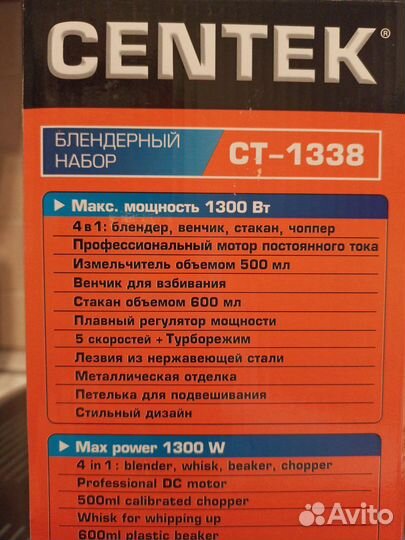 CENTEK®
БЛЕНДЕРНЫЙ
НАБОР
CT-1338
Макс. мощность 1300 Вт
4 в 1: блендер, венчик, стакан, чоппер
Профессиональный мотор постоянного тока
Измельчитель объемом 500 мл
Венчик для взбивания
Стакан объемом 600 мл
Плавный регулятор мощности
5 скоростей + Турборежим
Лезвия из нержавеющей стали
Металлическая отделка
Петелька для подвешивания
Стильный дизайн
Max power 1300 W
4 in 1: blender, whisk, beaker, chopper
Professional DC motor
500ml calibrated chopper
Whisk for whipping up
600ml plastic beaker
Avito